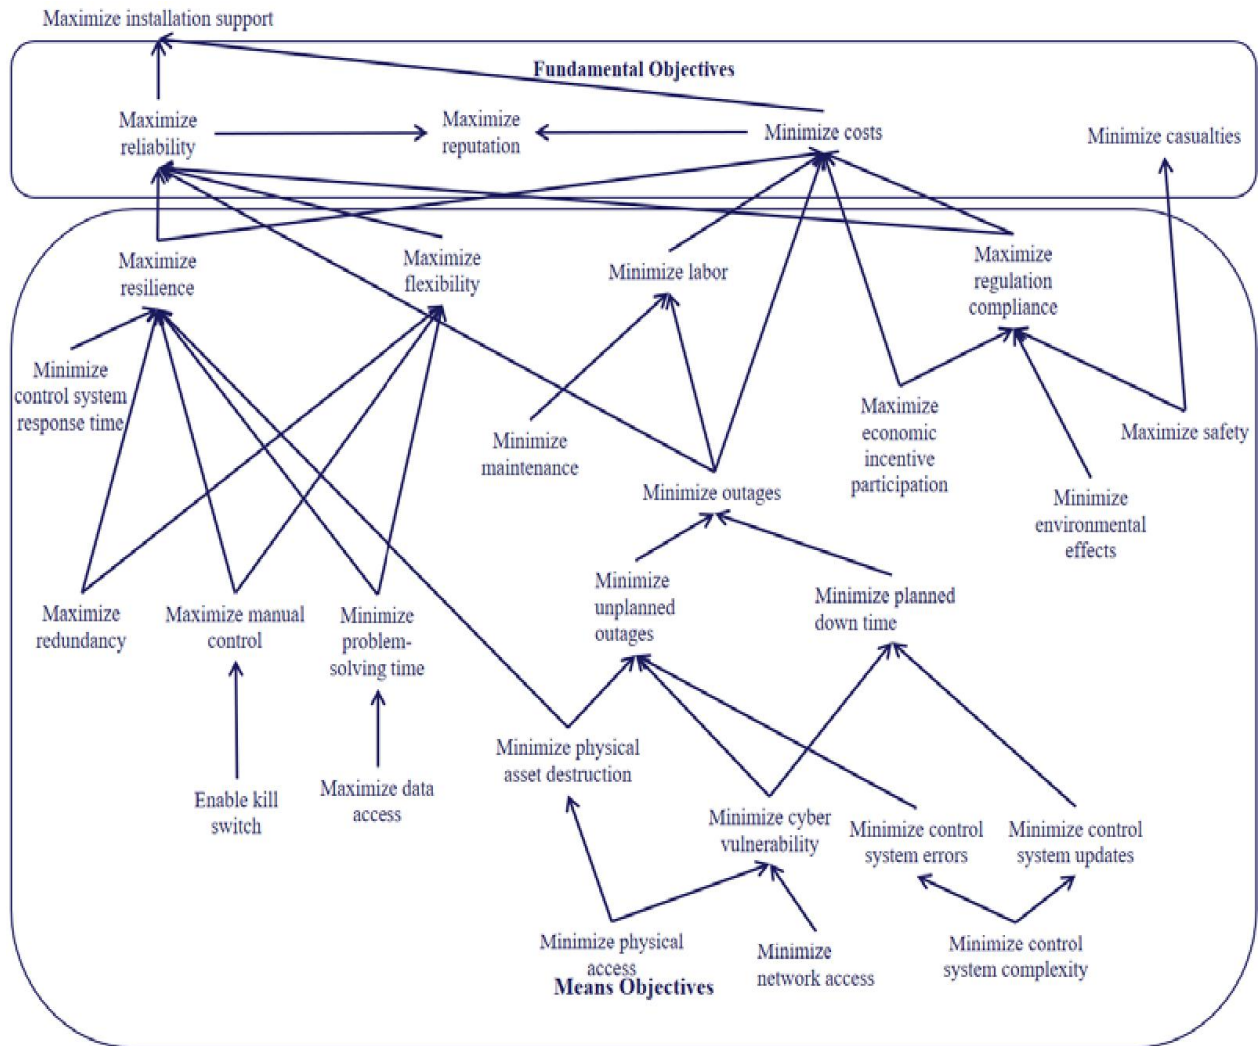 Maximize installation support
Fundamental Objectives
Maximize
reliability
Maximize
reputation
Minimize costs
Minimize casualties
Maximize
resilience
Maximize
flexibility
Minimize labor
Maximize
regulation
compliance
Minimize
control system
response time
Minimize
maintenance
Maximize
economic
incentive
participation
Maximize safety
Minimize outages
Minimize
environmental
effects
Maximize
redundancy
Maximize manual
control
Minimize
problem-
solving time
Minimize
unplanned
outages
Minimize planned
down time
Enable kill
switch
Maximize data
access
Minimize physical
asset destruction
Minimize cyber
vulnerability
Minimize control
system errors
Minimize control
system updates
Minimize physical
access
Minimize
network access
Minimize control
system complexity
Means Objectives